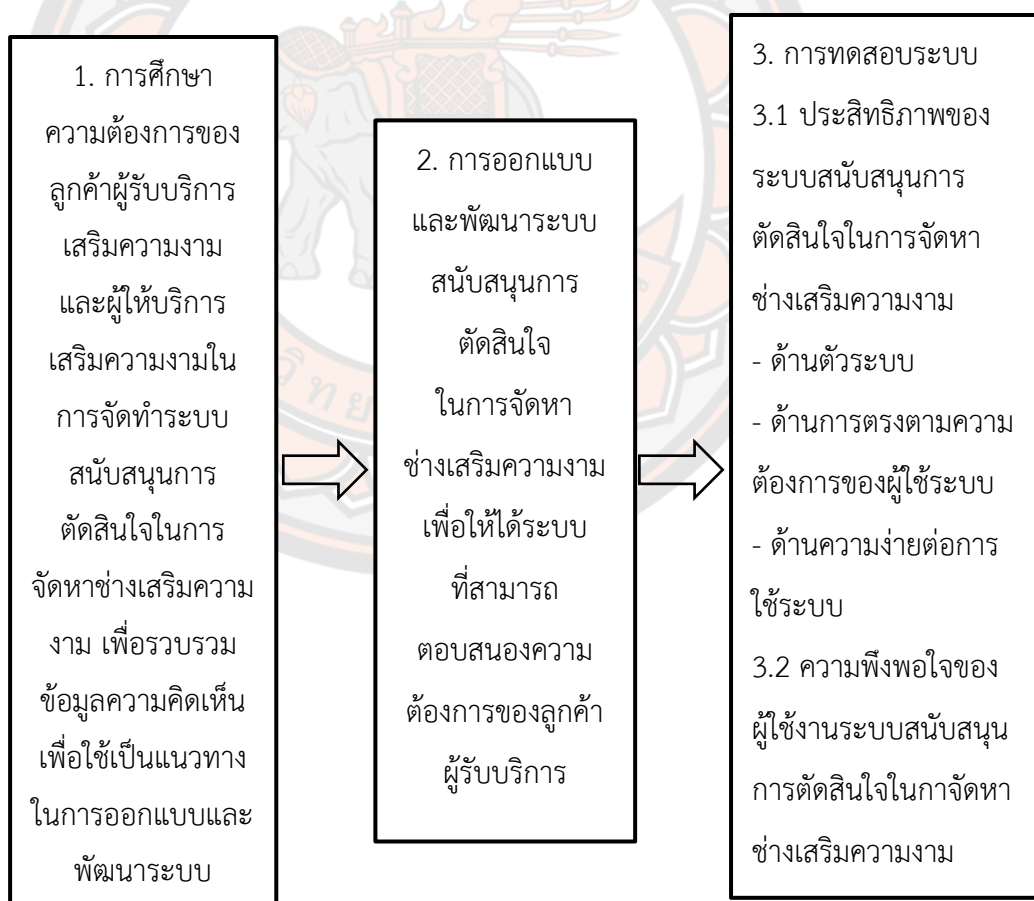 1. การศึกษา
ความต้องการของ
ลูกค้าผู้รับบริการ
เสริมความงาม
และผู้ให้บริการ
เสริมความงามใน
การจัดทำระบบ
สนับสนุนการ
ตัดสินใจในการ
จัดหาช่างเสริมความ
งาม เพื่อรวบรวม
ข้อมูลความคิดเห็น
เพื่อใช้เป็นแนวทาง
ในการออกแบบและ
พัฒนาระบบ
2. การออกแบบ
และพัฒนาระบบ
สนับสนุนการ
ตัดสินใจ
ในการจัดหา
ช่างเสริมความงาม
เพื่อให้ได้ระบบ
ที่สามารถ
ตอบสนองความ
ต้องการของลูกค้า
ผู้รับบริการ
3. การทดสอบระบบ
3.1 ประสิทธิภาพของ
ระบบสนับสนุนการ
ตัดสินใจในการจัดหา
ช่างเสริมความงาม
- ด้านตัวระบบ
- ด้านการตรงตามความ
ต้องการของผู้ใช้ระบบ
- ด้านความง่ายต่อการ
ใช้ระบบ
3.2 ความพึงพอใจของ
ผู้ใช้งานระบบสนับสนุน
การตัดสินใจในกาจัดหา
ช่างเสริมความงาม